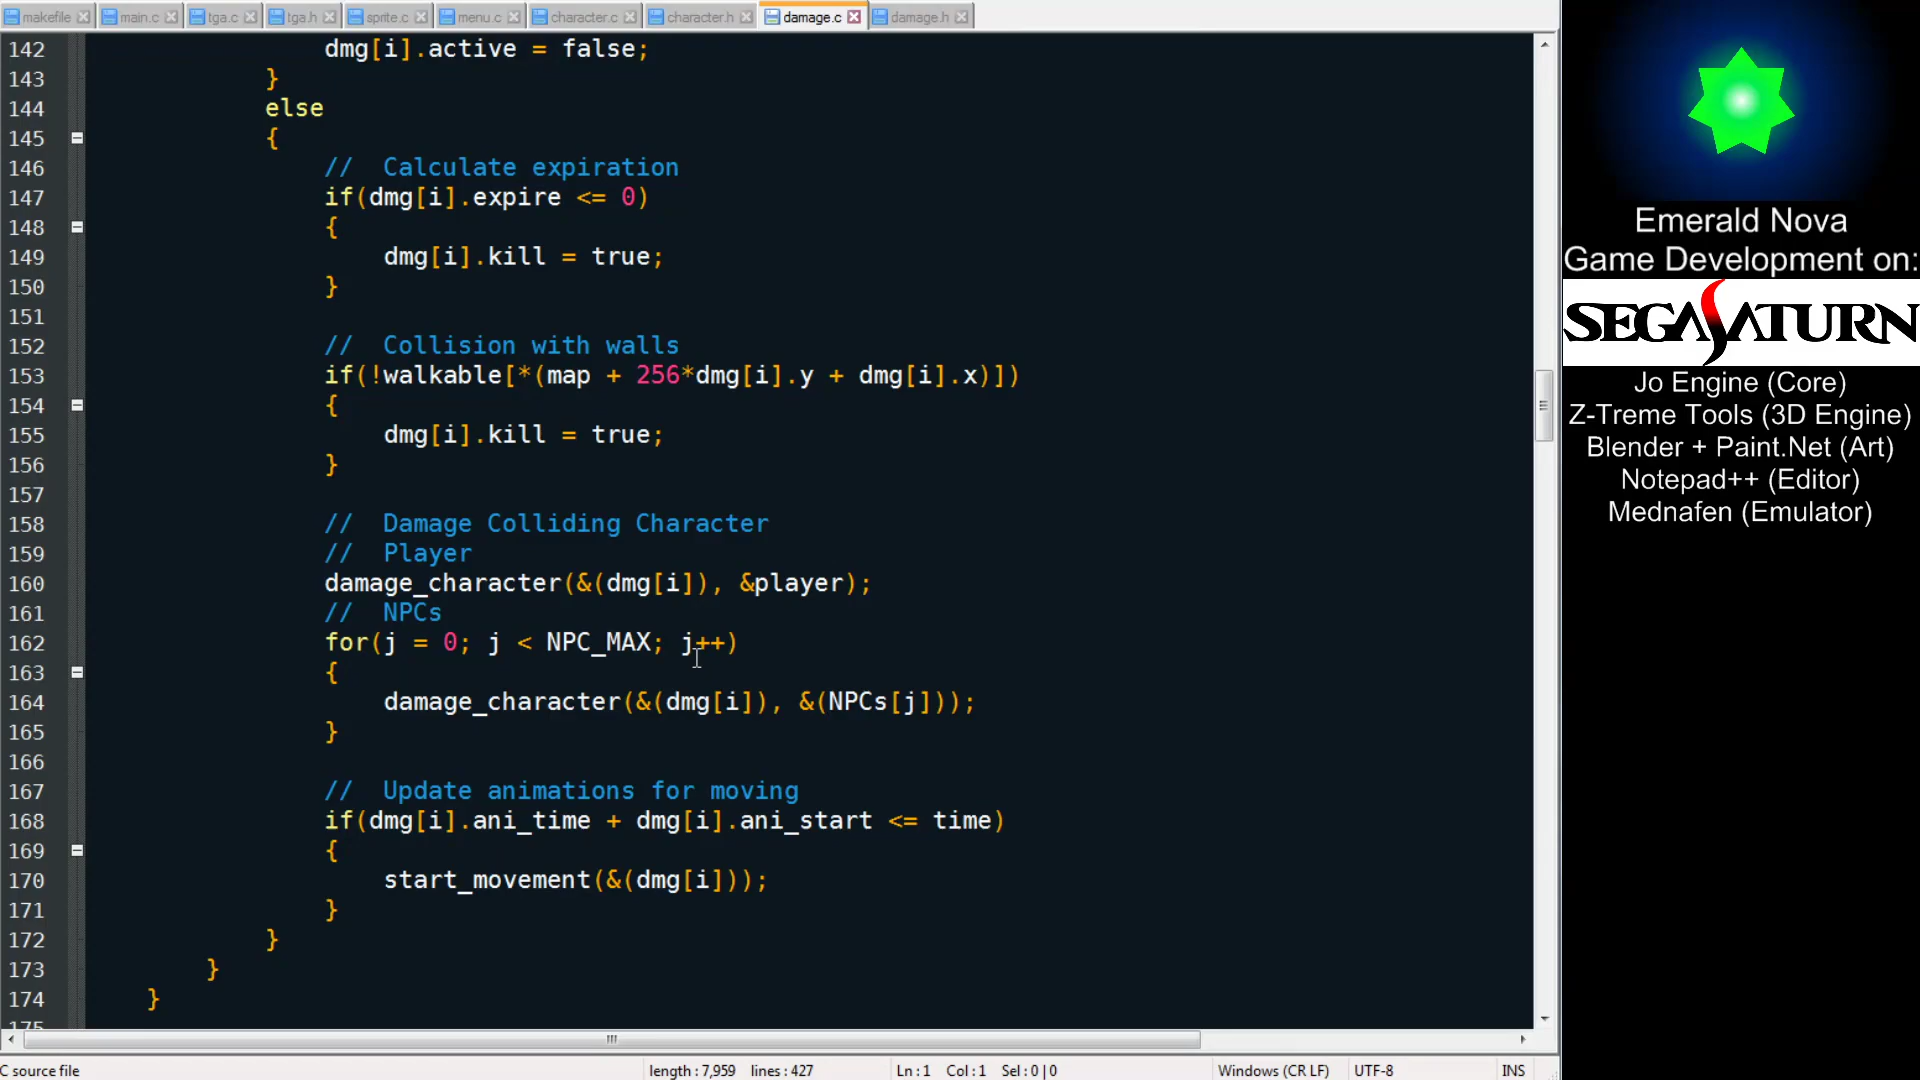 makefile main.c tga.c tga.h sprite.c menu.c character.c character.h damage.c damage.h
142 dmg[i].active = false;
143 }
144 else
145 {
146 //  Calculate expiration
147 if(dmg[i].expire <= 0)
148 {
149 dmg[i].kill = true;
150 }
151
152 //  Collision with walls
153 if(!walkable[*(map + 256*dmg[i].y + dmg[i].x)])
154 {
155 dmg[i].kill = true;
156 }
157
158 //  Damage Colliding Character
159 //  Player
160 damage_character(&(dmg[i]), &player);
161 //  NPCs
162 for(j = 0; j < NPC_MAX; j++)
163 {
164 damage_character(&(dmg[i]), &(NPCs[j]));
165 }
166
167 //  Update animations for moving
168 if(dmg[i].ani_time + dmg[i].ani_start <= time)
169 {
170 start_movement(&(dmg[i]));
171 }
172 }
173 }
174 }
175
C source file length : 7,959 lines : 427 Ln : 1 Col : 1 Sel : 0 | 0 Windows (CR LF) UTF-8 INS
Emerald Nova
Game Development on:
SEGA SATURN
Jo Engine (Core)
Z-Treme Tools (3D Engine)
Blender + Paint.Net (Art)
Notepad++ (Editor)
Mednafen (Emulator)